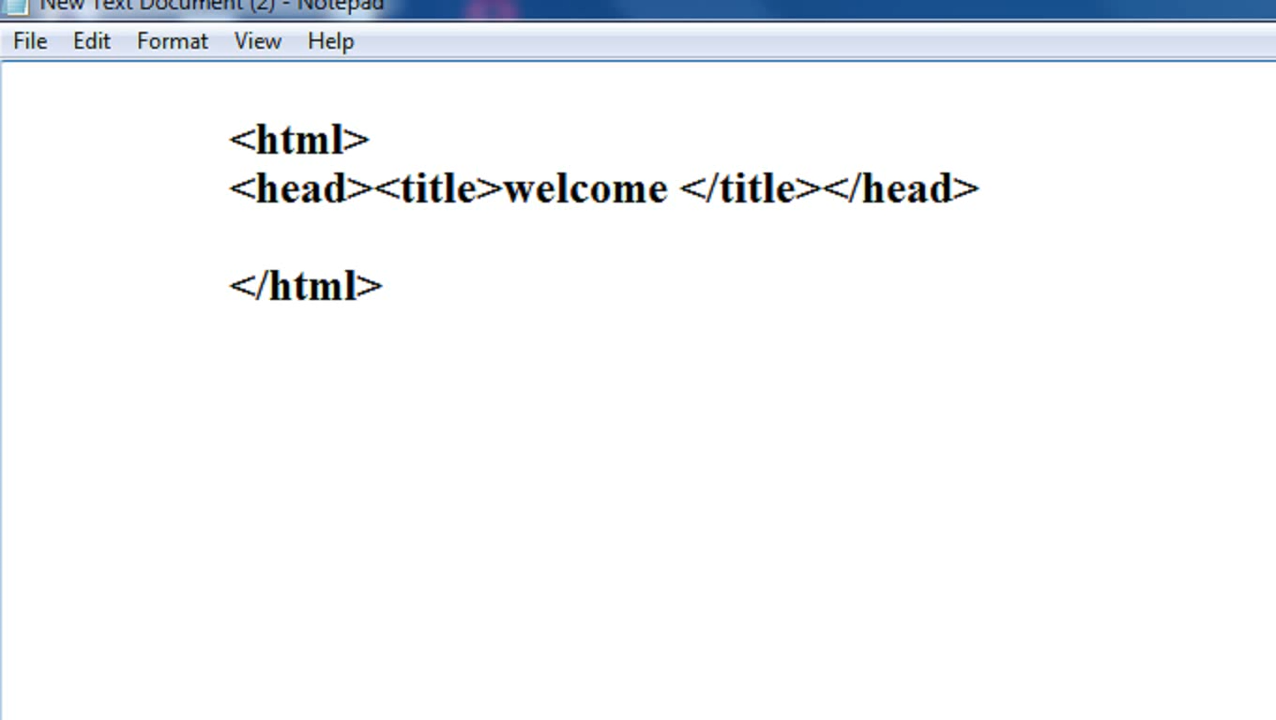 New Text Document (2) - Notepad
File Edit Format View Help
<html>
<head><title>welcome </title></head>
</html>